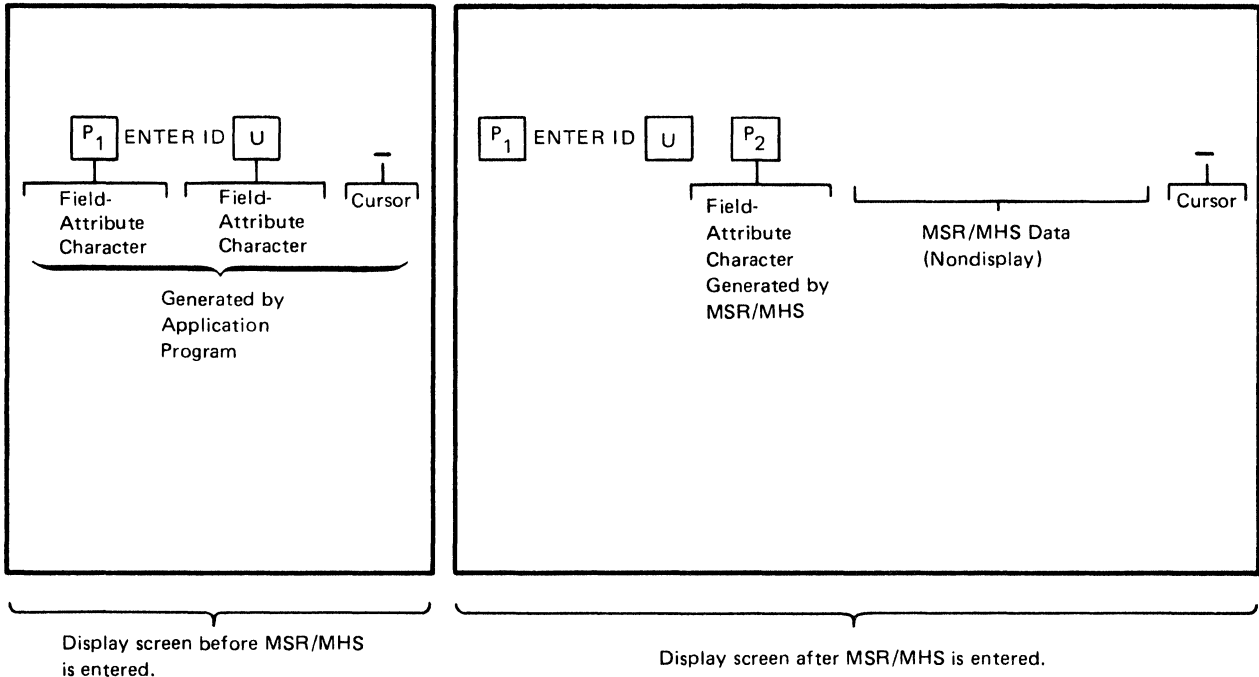 P1 ENTER ID U
Field-
Attribute
Character
Field-
Attribute
Character
Cursor
Generated by
Application
Program
Display screen before MSR/MHS
is entered.
P1 ENTER ID U P2
Field-
Attribute
Character
Generated by
MSR/MHS
MSR/MHS Data
(Nondisplay)
Cursor
Display screen after MSR/MHS is entered.